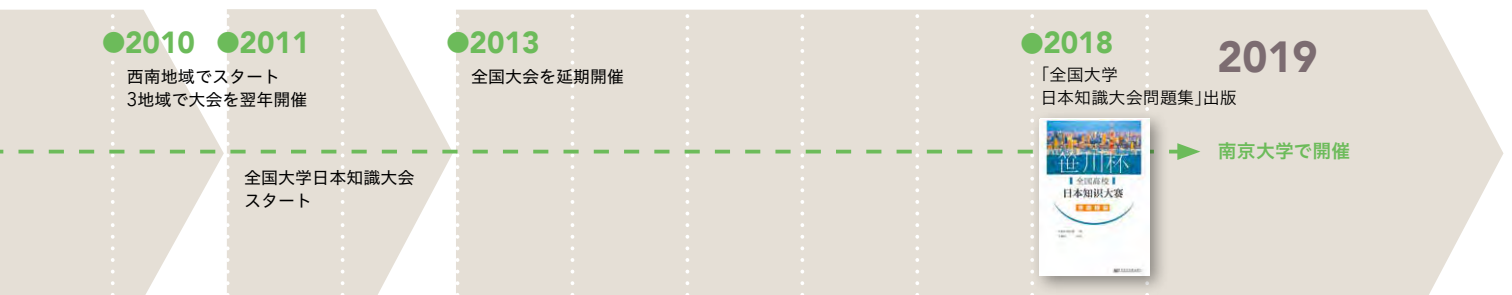 ●2010
西南地域でスタート
3地域で大会を翌年開催
●2011
全国大学日本知識大会
スタート
●2013
全国大会を延期開催
●2018
「全国大学
日本知識大会問題集」出版
笹川杯
全国高校
日本知识大赛
2019
南京大学で開催